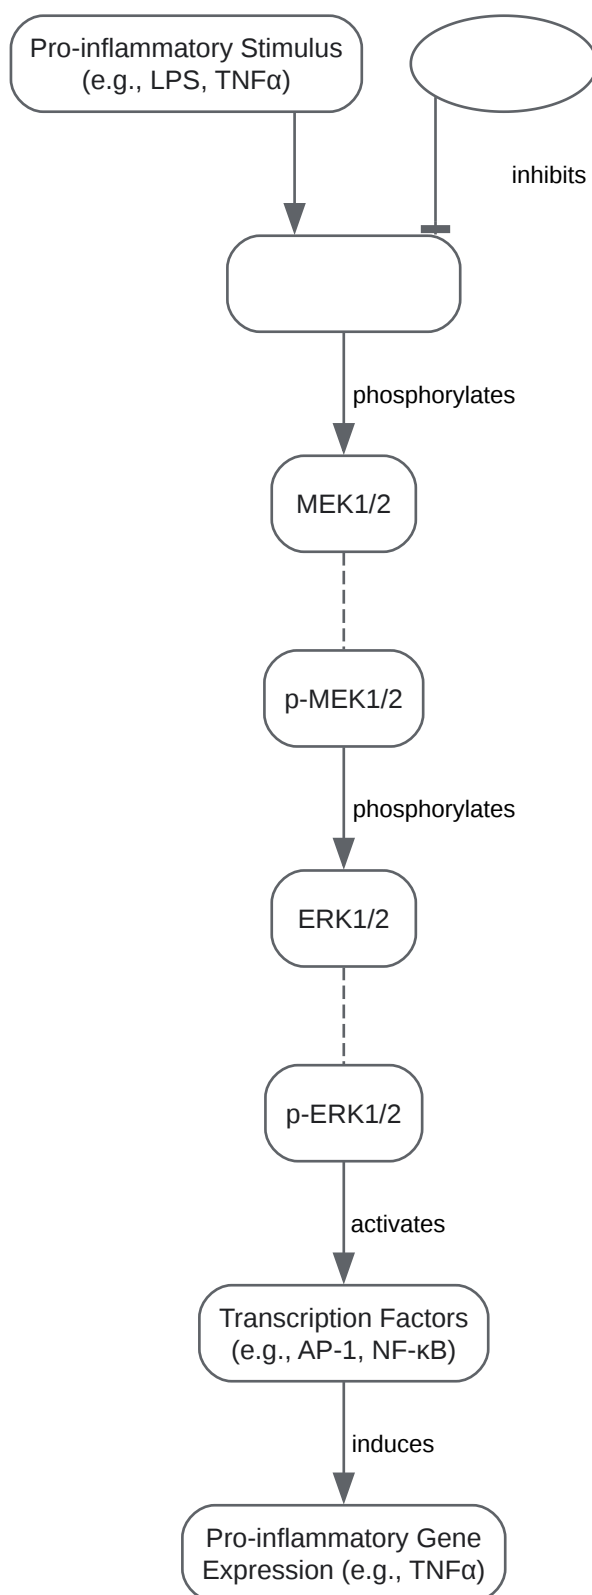 Pro-inflammatory Stimulus
(e.g., LPS, TNFα)
inhibits
phosphorylates
MEK1/2
p-MEK1/2
phosphorylates
ERK1/2
p-ERK1/2
activates
Transcription Factors
(e.g., AP-1, NF-κB)
induces
Pro-inflammatory Gene
Expression (e.g., TNFα)